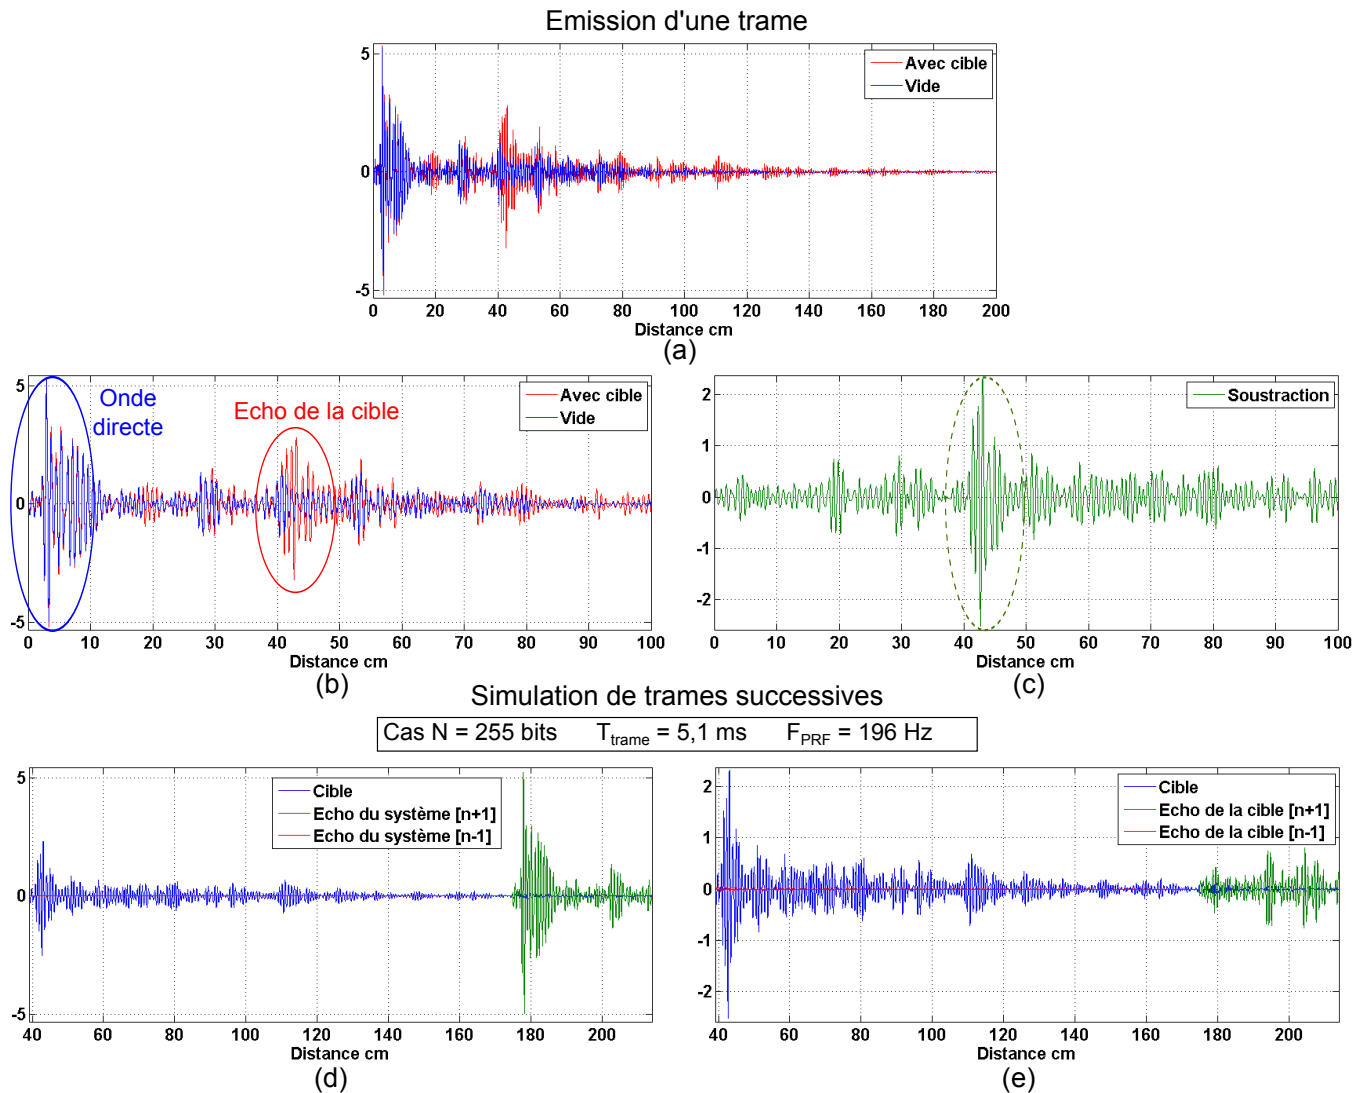 Emission d'une trame
5
0
-5
Avec cible
Vide
0 20 40 60 80 100 120 140 160 180 200
Distance cm
(a)
5
0
-5
Onde
directe
Echo de la cible
Avec cible
Vide
0 10 20 30 40 50 60 70 80 90 100
Distance cm
(b)
2
1
0
-1
-2
Soustraction
0 10 20 30 40 50 60 70 80 90 100
Distance cm
(c)
Simulation de trames successives
Cas N = 255 bits T_trame = 5,1 ms F_PRF = 196 Hz
5
0
-5
Cible
Echo du système [n+1]
Echo du système [n-1]
40 60 80 100 120 140 160 180 200
Distance cm
(d)
2
1
0
-1
-2
Cible
Echo de la cible [n+1]
Echo de la cible [n-1]
40 60 80 100 120 140 160 180 200
Distance cm
(e)